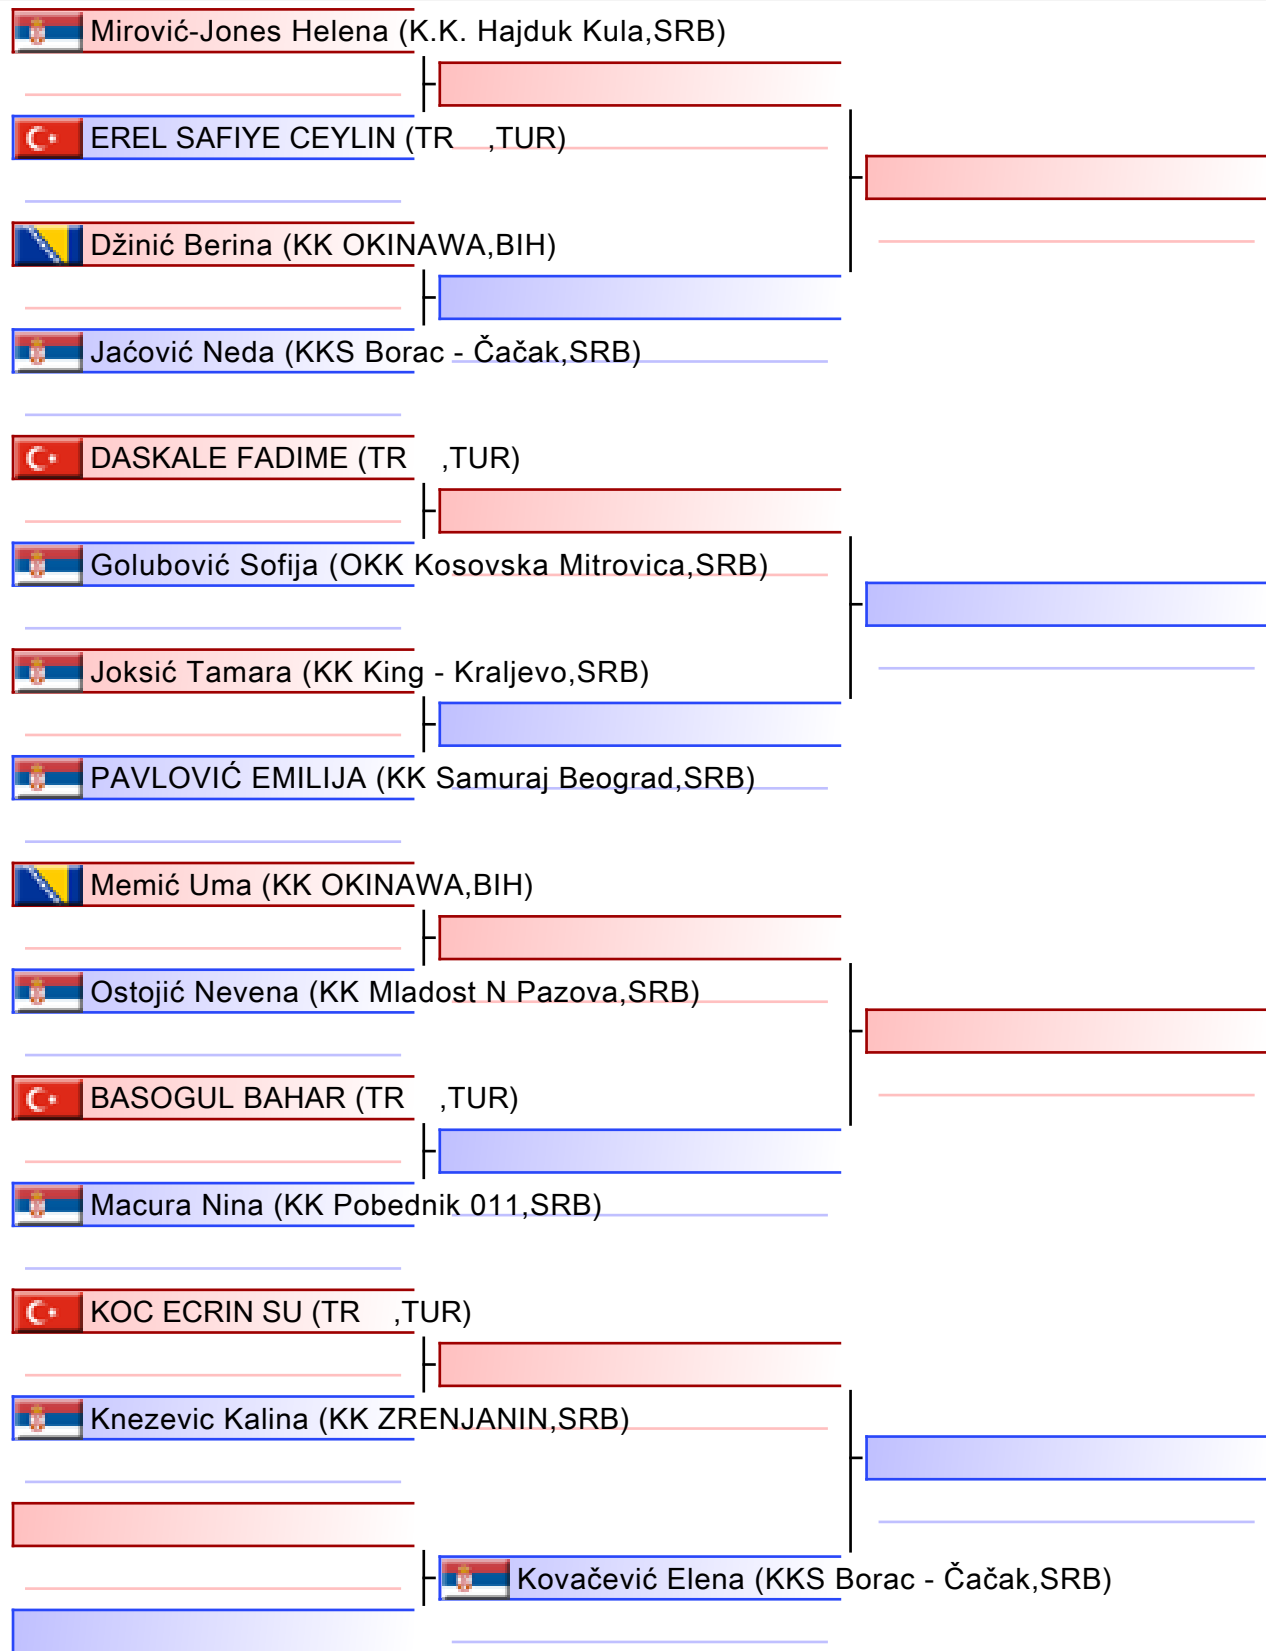 Mirović-Jones Helena (K.K. Hajduk Kula,SRB)
EREL SAFIYE CEYLIN (TR ,TUR)
Džinić Berina (KK OKINAWA,BIH)
Jaćović Neda (KKS Borac - Čačak,SRB)
DASKALE FADIME (TR ,TUR)
Golubović Sofija (OKK Kosovska Mitrovica,SRB)
Joksić Tamara (KK King - Kraljevo,SRB)
PAVLOVIĆ EMILIJA (KK Samuraj Beograd,SRB)
Memić Uma (KK OKINAWA,BIH)
Ostojić Nevena (KK Mladost N Pazova,SRB)
BASOGUL BAHAR (TR ,TUR)
Macura Nina (KK Pobednik 011,SRB)
KOC ECRIN SU (TR ,TUR)
Knezevic Kalina (KK ZRENJANIN,SRB)
Kovačević Elena (KKS Borac - Čačak,SRB)